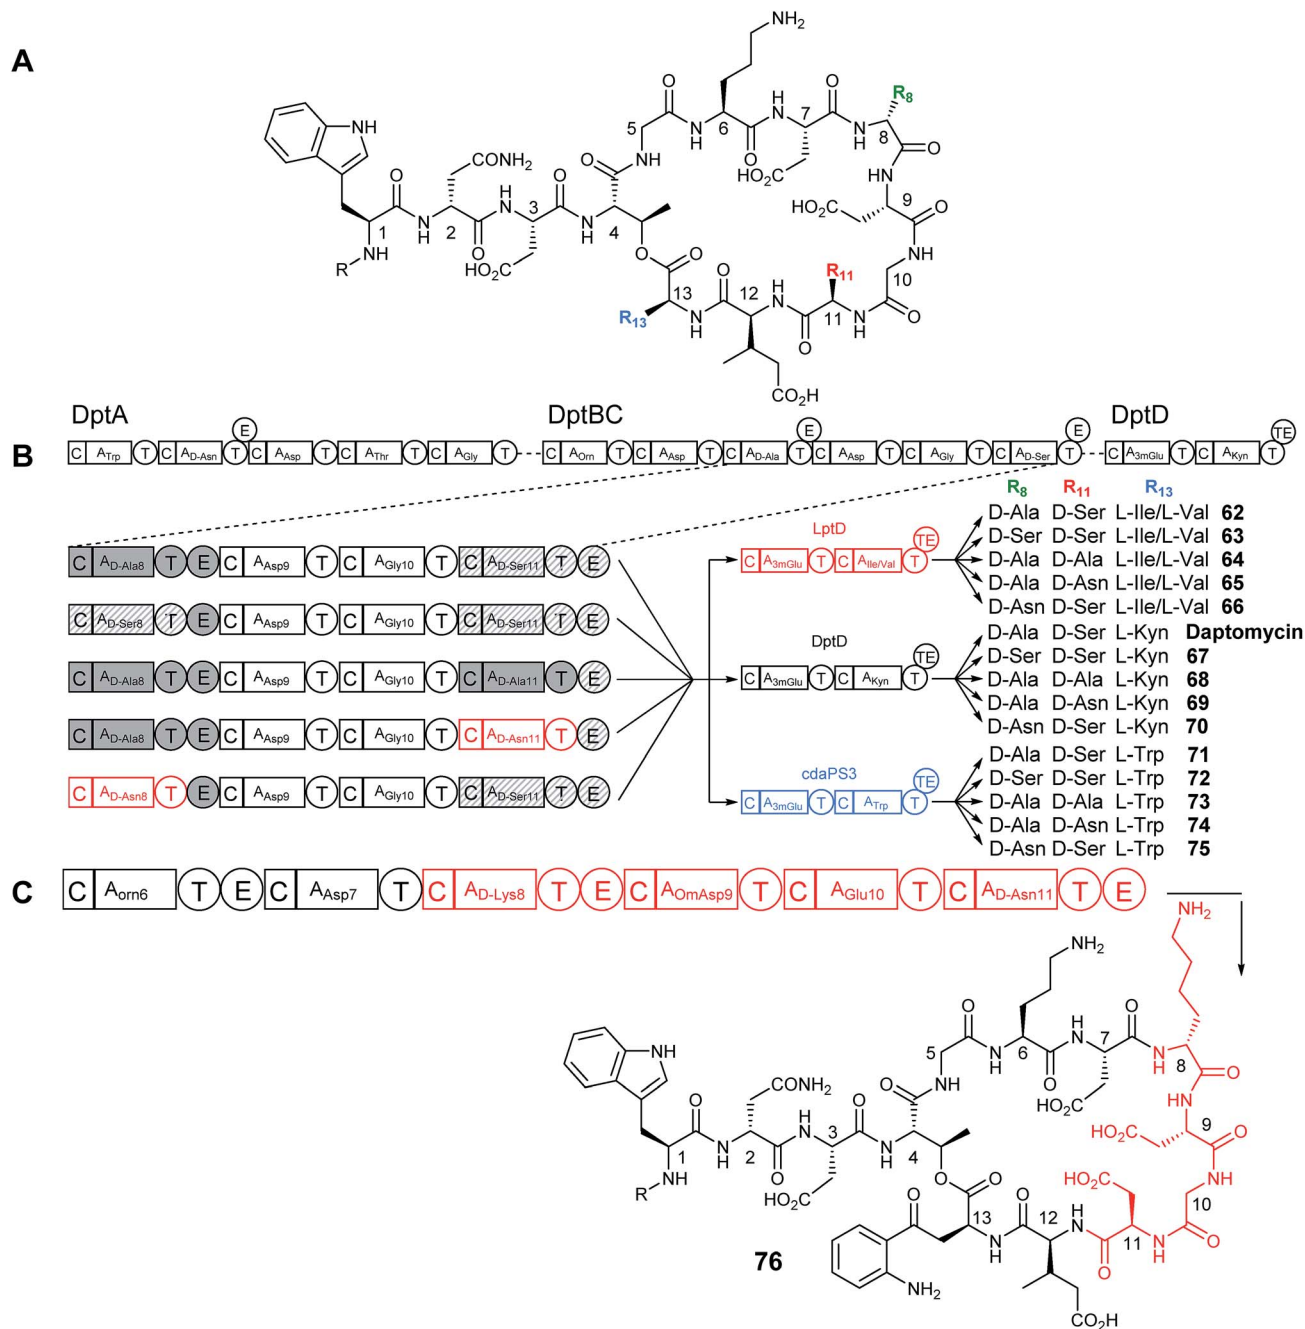 A
NH2
R8
O
O
O
5
N
H
6
H
N
7
N
H
8
NH
O
NH
CONH2
O
O
HO2C
O
O
H
N
3
O
NH
HO2C
9
O
1
N
H
2
O
N
H
4
O
O
R11
NH
10
R
NH
HO2C
R13
13
N
H
O
12
H
N
O
11
N
H
O
CO2H
DptA
DptBC
DptD
B
E
E
E
TE
C ATrp T C AD-Asn T C AAsp T C AThr T C AGly T C AOrn T C AAsp T C AD-Ala T C AAsp T C AGly T C AD-Ser T C A3mGlu T C AKyn T
R8 R11 R13
C AD-Ala8 T E C AAsp9 T C AGly10 T C AD-Ser11 T E
C AD-Ser8 T E C AAsp9 T C AGly10 T C AD-Ser11 T E
C AD-Ala8 T E C AAsp9 T C AGly10 T C AD-Ala11 T E
C AD-Ala8 T E C AAsp9 T C AGly10 T C AD-Asn11 T E
C AD-Asn8 T E C AAsp9 T C AGly10 T C AD-Ser11 T E
LptD
TE
C A3mGlu T C AIle/Val T
D-Ala D-Ser L-Ile/L-Val 62
D-Ser D-Ser L-Ile/L-Val 63
D-Ala D-Ala L-Ile/L-Val 64
D-Ala D-Asn L-Ile/L-Val 65
D-Asn D-Ser L-Ile/L-Val 66
DptD
TE
C A3mGlu T C AKyn T
D-Ala D-Ser L-Kyn Daptomycin
D-Ser D-Ser L-Kyn 67
D-Ala D-Ala L-Kyn 68
D-Ala D-Asn L-Kyn 69
D-Asn D-Ser L-Kyn 70
cdaPS3
TE
C A3mGlu T C ATrp T
D-Ala D-Ser L-Trp 71
D-Ser D-Ser L-Trp 72
D-Ala D-Ala L-Trp 73
D-Ala D-Asn L-Trp 74
D-Asn D-Ser L-Trp 75
C
C Aorn6 T E C AAsp7 T C AD-Lys8 T E C AOmAsp9 T C AGlu10 T C AD-Asn11 T E
NH2
NH2
O
O
O
5
N
H
6
H
N
7
N
H
8
O
NH
CONH2
O
NH
O
O
HO2C
HN
O
H
N
3
O
NH
HO2C
9
O
1
N
H
2
O
N
H
4
O
O
HO2C
NH
10
R
NH
HO2C
O
13
N
H
O
12
H
N
O
11
N
H
O
76
NH2
CO2H